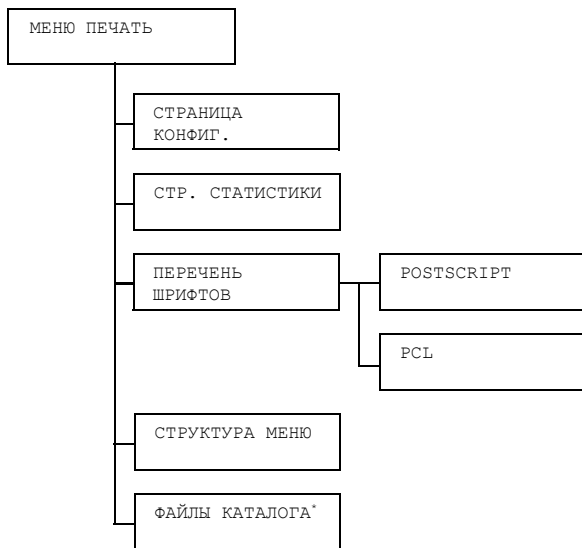 МЕНЮ ПЕЧАТЬ
СТРАНИЦА
КОНФИГ.
СТР. СТАТИСТИКИ
ПЕРЕЧЕНЬ
ШРИФТОВ
POSTSCRIPT
PCL
СТРУКТУРА МЕНЮ
ФАЙЛЫ КАТАЛОГА*